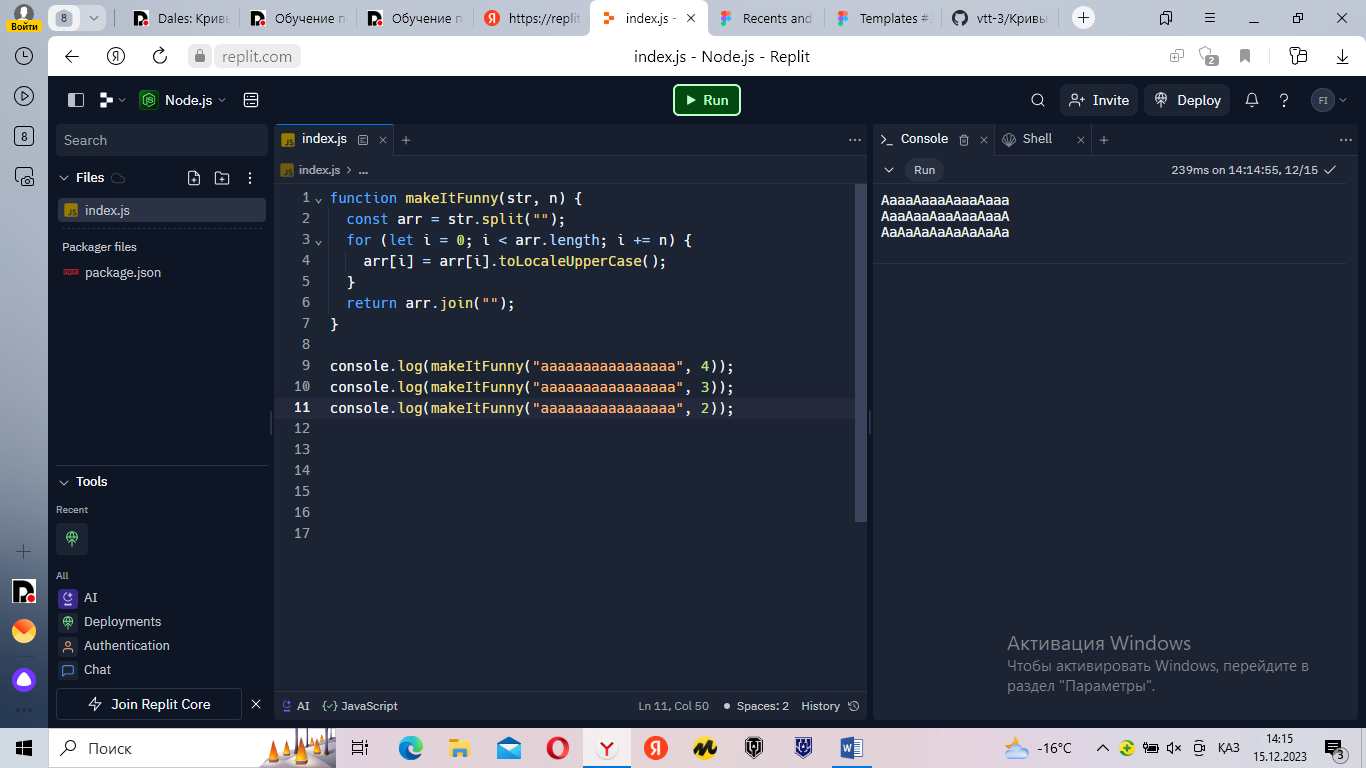 Войти
8
Dales: Кривь
Обучение п
Обучение п
https://replit
index.js -
Recents and
Templates #
vtt-3/Кривы
replit.com
index.js - Node.js - Replit
2
Node.js
Run
Invite
Deploy
?
FI
8
Search
Files
index.js
Packager files
package.json
Tools
Recent
All
AI
Deployments
Authentication
Chat
Join Replit Core
JS index.js
JS index.js > ...
1 function makeItFunny(str, n) {
2 const arr = str.split("");
3 for (let i = 0; i < arr.length; i += n) {
4 arr[i] = arr[i].toLocaleUpperCase();
5 }
6 return arr.join("");
7 }
8
9 console.log(makeItFunny("aaaaaaaaaaaaaaaa", 4));
10 console.log(makeItFunny("aaaaaaaaaaaaaaaa", 3));
11 console.log(makeItFunny("aaaaaaaaaaaaaaaa", 2));
12
13
14
15
16
17
AI {} JavaScript
Ln 11, Col 50
Spaces: 2
History
Console
Shell
Run
239ms on 14:14:55, 12/15
AaaaAaaaAaaaAaaa
AaaAaaAaaAaaAaaA
AaAaAaAaAaAaAaAa
Активация Windows
Чтобы активировать Windows, перейдите в
раздел "Параметры".
Поиск
-16°C
ҚАЗ
14:15
15.12.2023
3